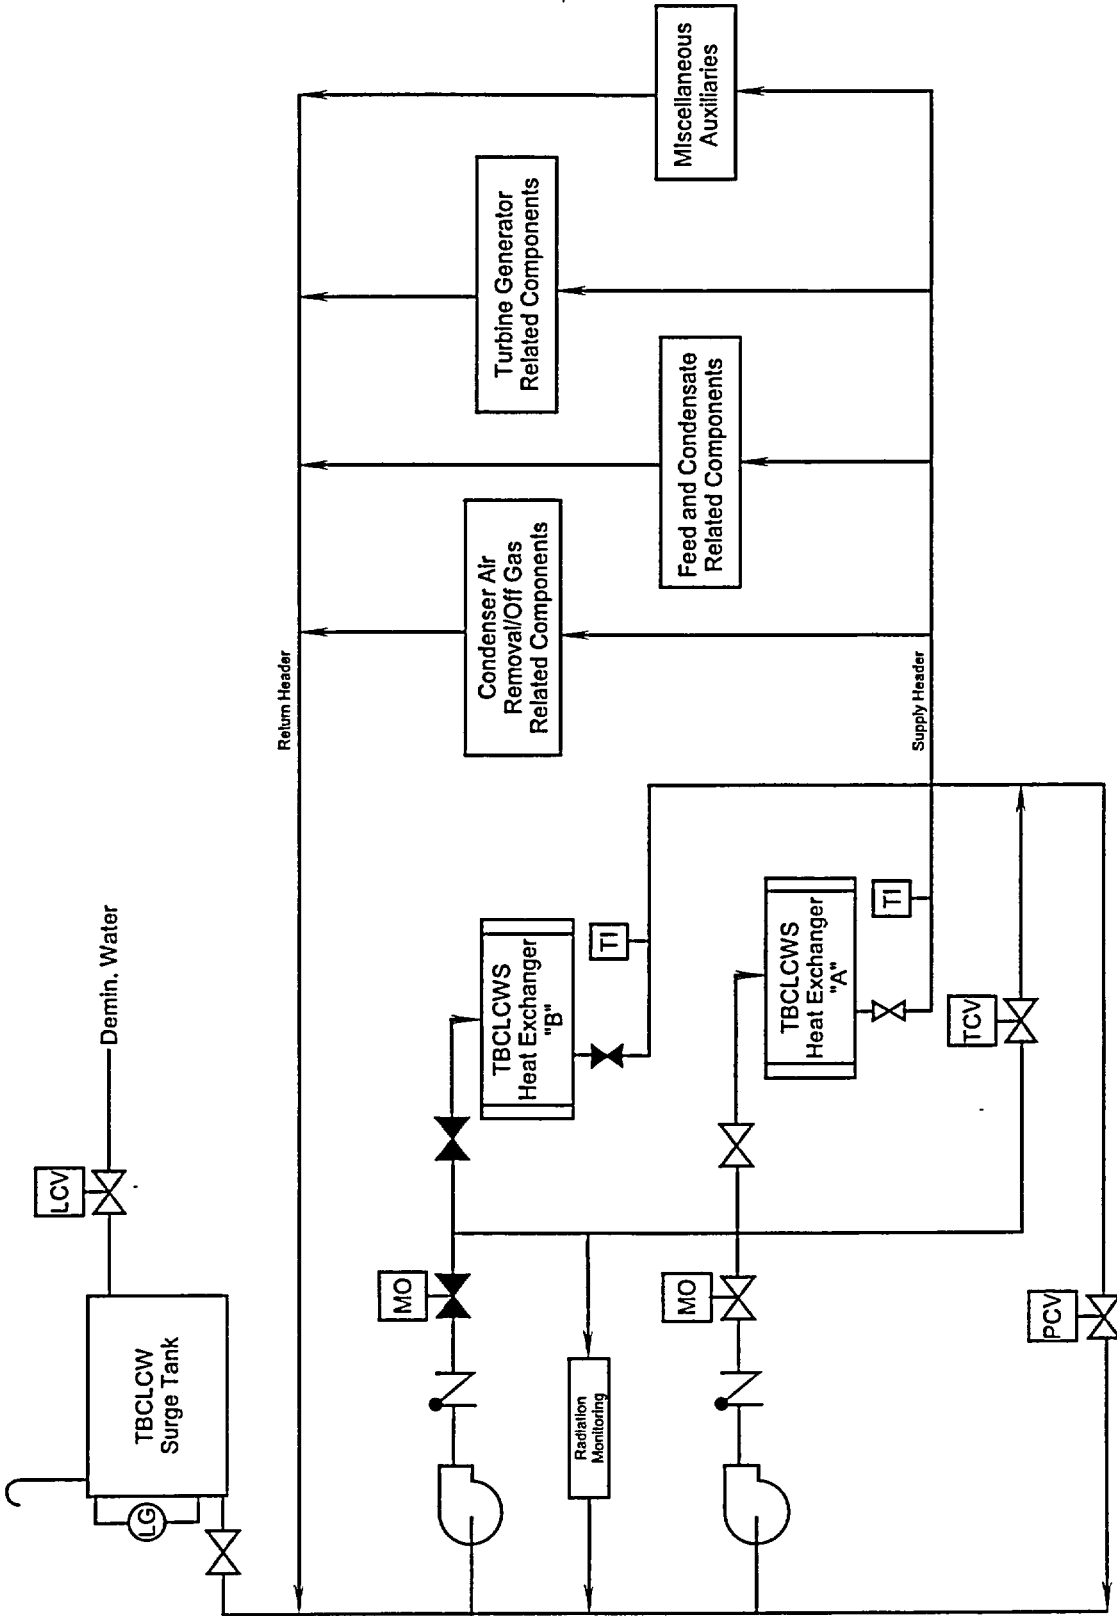 TBCLCW
Surge Tank
LG
LCV
Demin. Water
Return Header
MO
TBCLCWS
Heat Exchanger
"B"
TI
Condenser Air
Removal/Off Gas
Related Components
Turbine Generator
Related Components
Radiation
Monitoring
MO
TBCLCWS
Heat Exchanger
"A"
TI
Supply Header
Feed and Condensate
Related Components
Miscellaneous
Auxiliaries
TCV
PCV